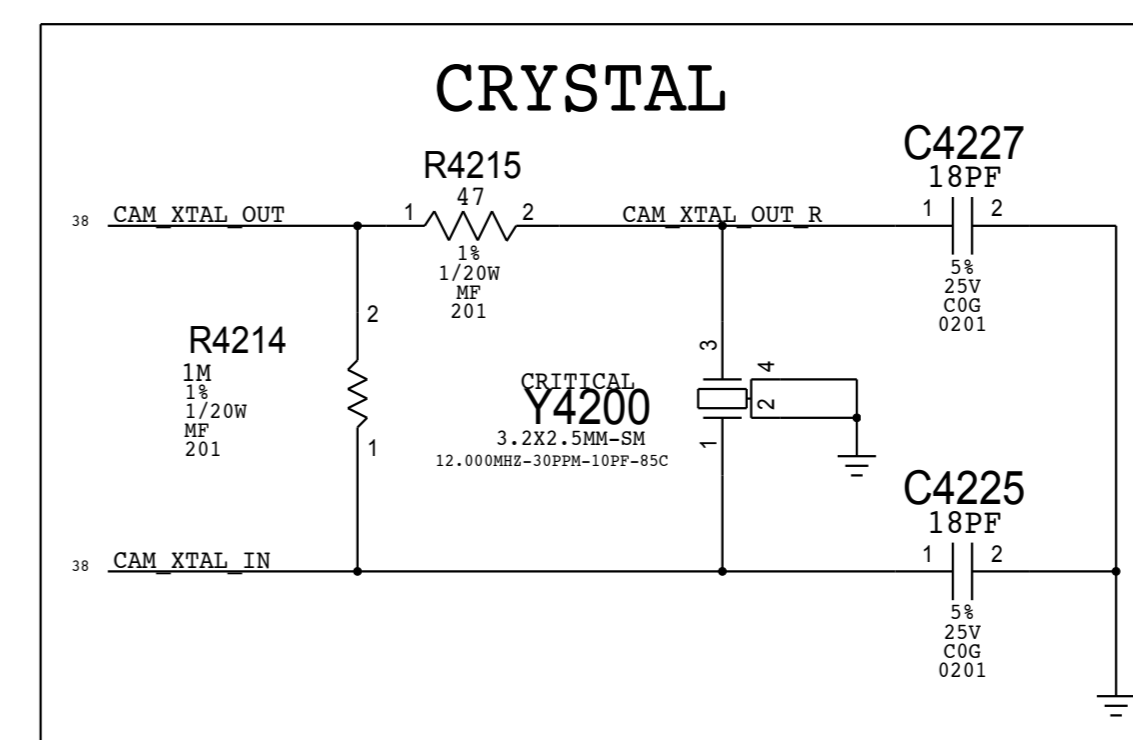 CRYSTAL
R4215
47
1 2
1%
1/20W
MF
201
38 CAM_XTAL_OUT
CAM_XTAL_OUT_R
C4227
18PF
1 2
5%
25V
C0G
0201
R4214
1M
1%
1/20W
MF
201
2
1
CRITICAL
Y4200
3.2X2.5MM-SM
12.000MHZ-30PPM-10PF-85C
3
4
2
1
38 CAM_XTAL_IN
C4225
18PF
1 2
5%
25V
C0G
0201